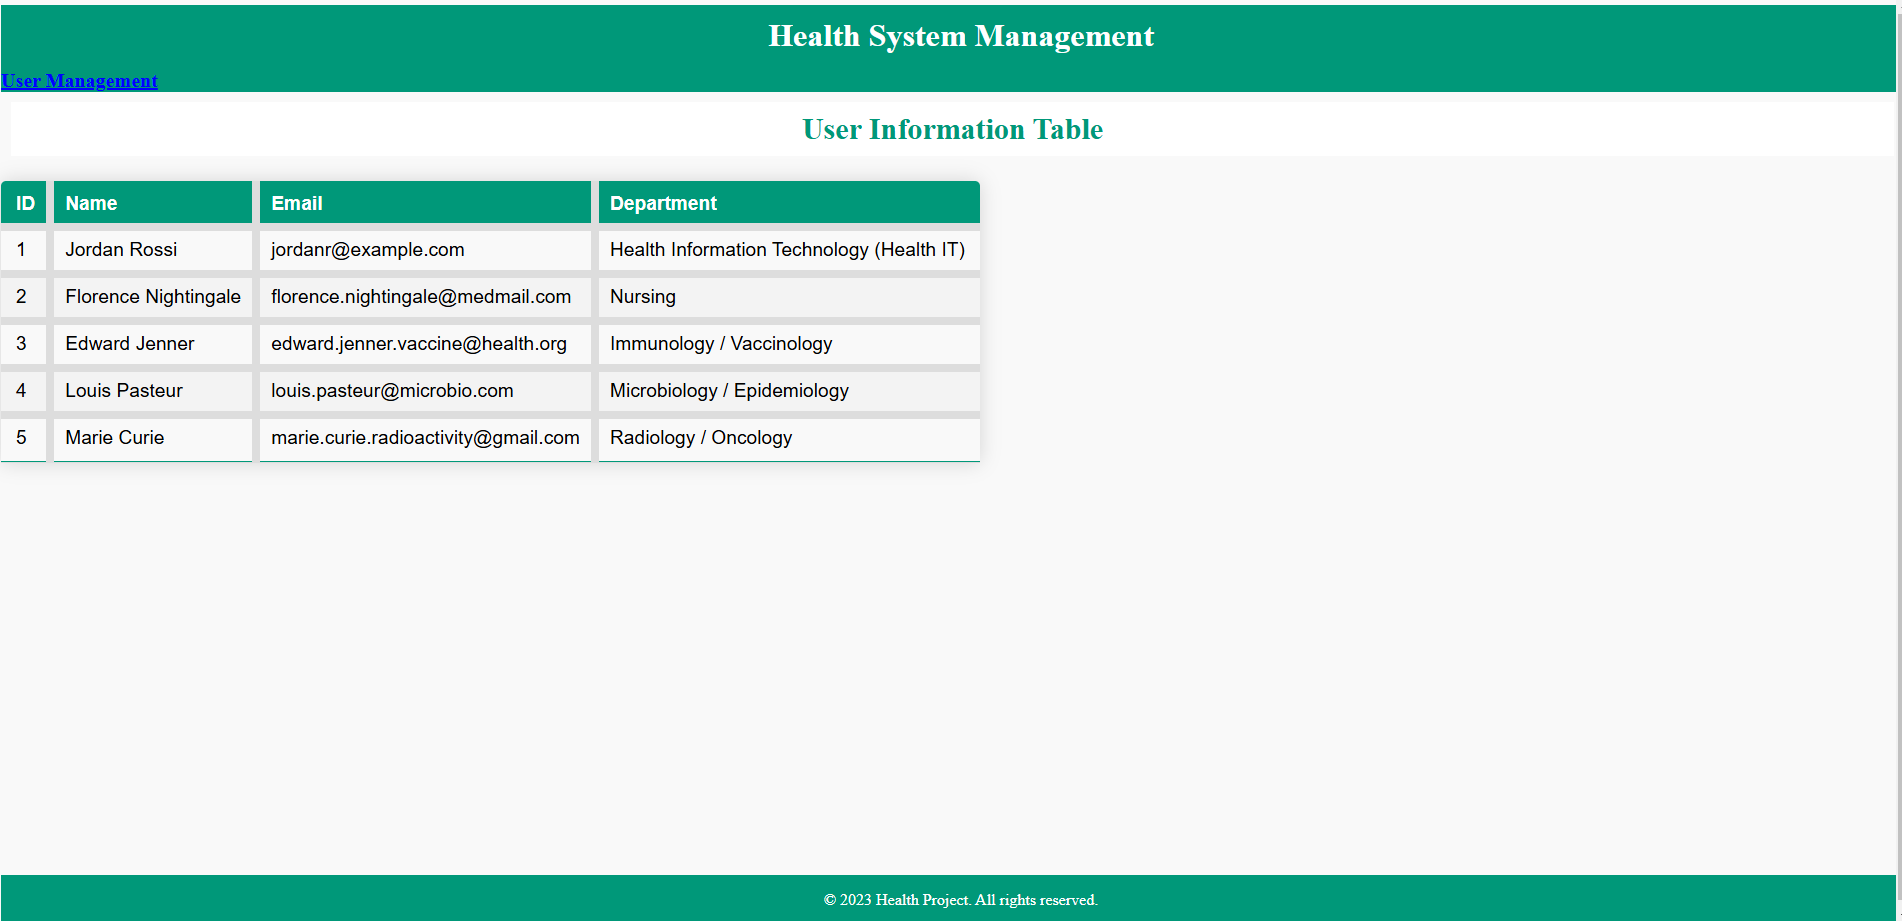 Health System Management
User Management
User Information Table
ID Name Email Department
1 Jordan Rossi jordanr@example.com Health Information Technology (Health IT)
2 Florence Nightingale florence.nightingale@medmail.com Nursing
3 Edward Jenner edward.jenner.vaccine@health.org Immunology / Vaccinology
4 Louis Pasteur louis.pasteur@microbio.com Microbiology / Epidemiology
5 Marie Curie marie.curie.radioactivity@gmail.com Radiology / Oncology
© 2023 Health Project. All rights reserved.